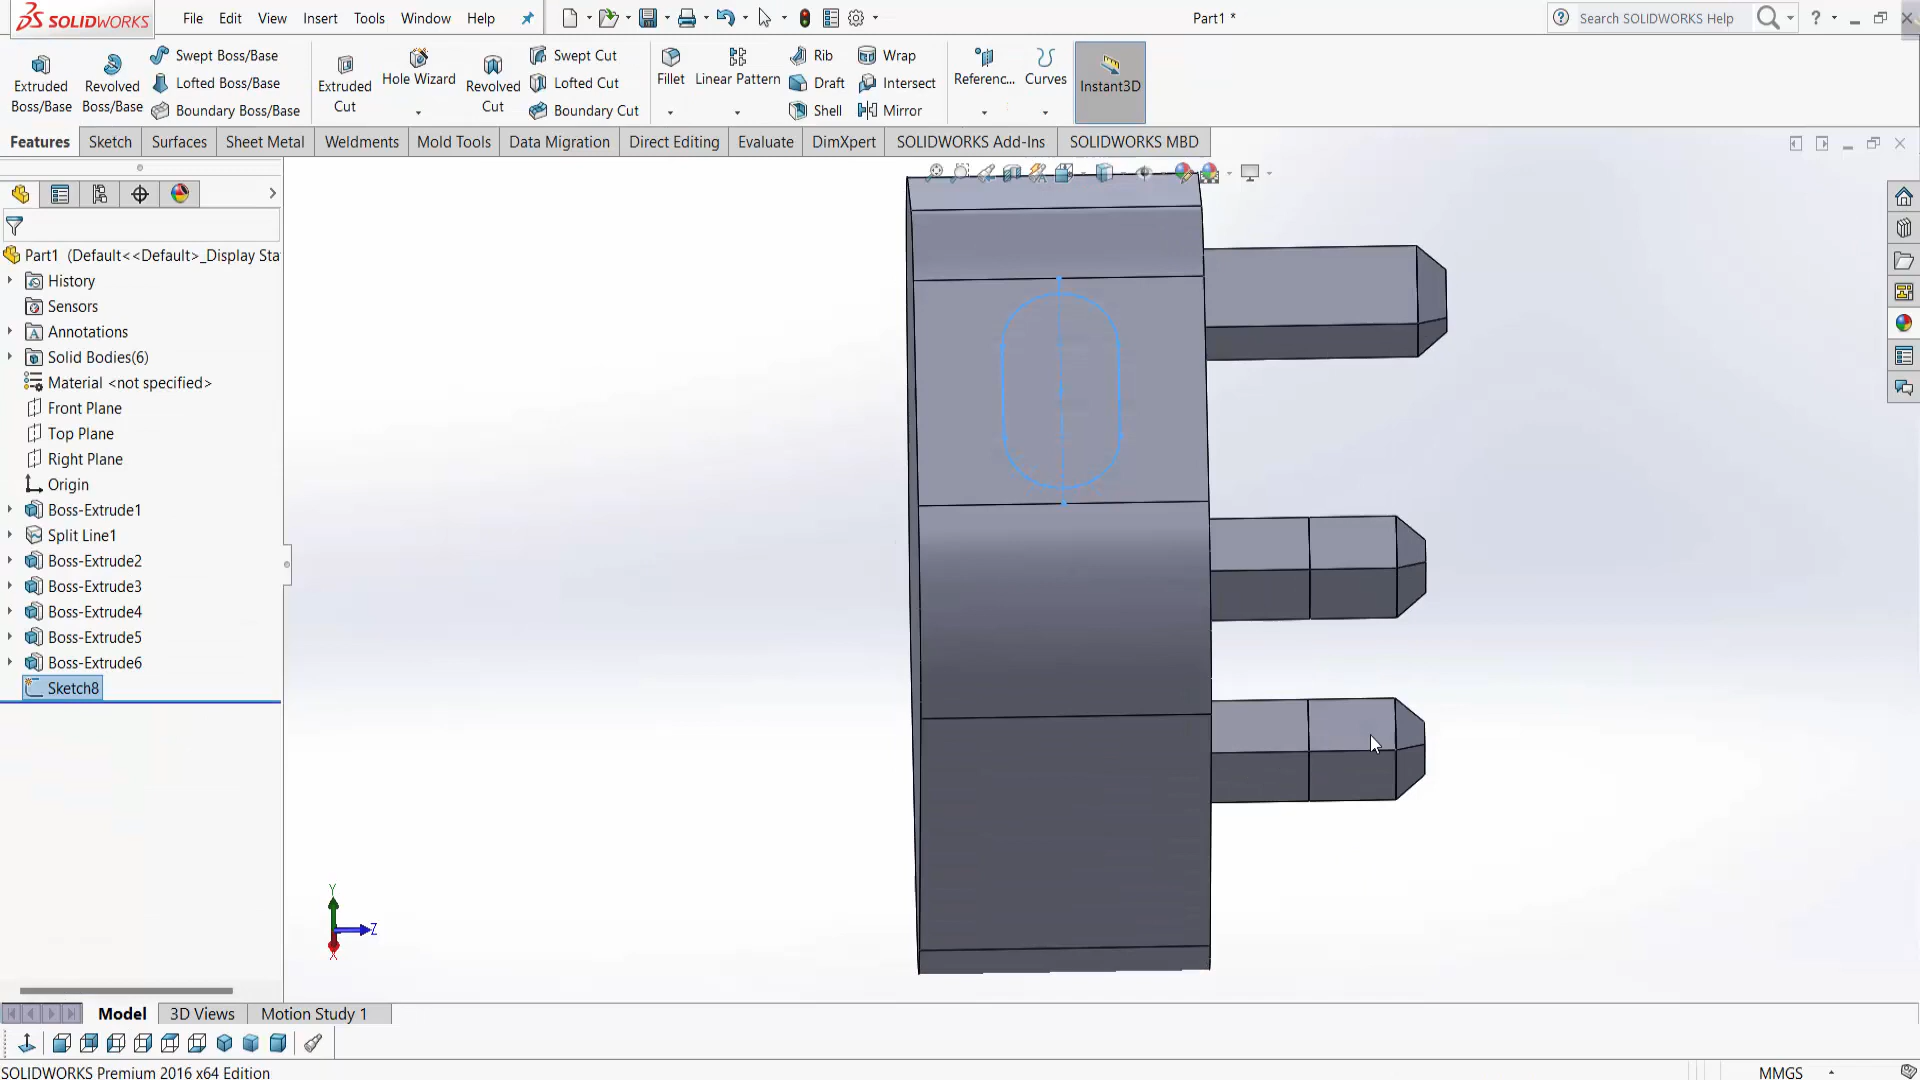 SOLIDWORKS File Edit View Insert Tools Window Help Part1 * Search SOLIDWORKS Help ?
Extruded Boss/Base
Revolved Boss/Base
Swept Boss/Base
Lofted Boss/Base
Boundary Boss/Base
Extruded Cut
Hole Wizard
Revolved Cut
Swept Cut
Lofted Cut
Boundary Cut
Fillet
Linear Pattern
Rib
Draft
Shell
Wrap
Intersect
Mirror
Referenc...
Curves
Instant3D
Features Sketch Surfaces Sheet Metal Weldments Mold Tools Data Migration Direct Editing Evaluate DimXpert SOLIDWORKS Add-Ins SOLIDWORKS MBD
Part1 (Default<<Default>_Display Sta
History
Sensors
Annotations
Solid Bodies(6)
Material <not specified>
Front Plane
Top Plane
Right Plane
Origin
Boss-Extrude1
Split Line1
Boss-Extrude2
Boss-Extrude3
Boss-Extrude4
Boss-Extrude5
Boss-Extrude6
Sketch8
Y
Z
X
Model 3D Views Motion Study 1
SOLIDWORKS Premium 2016 x64 Edition MMGS